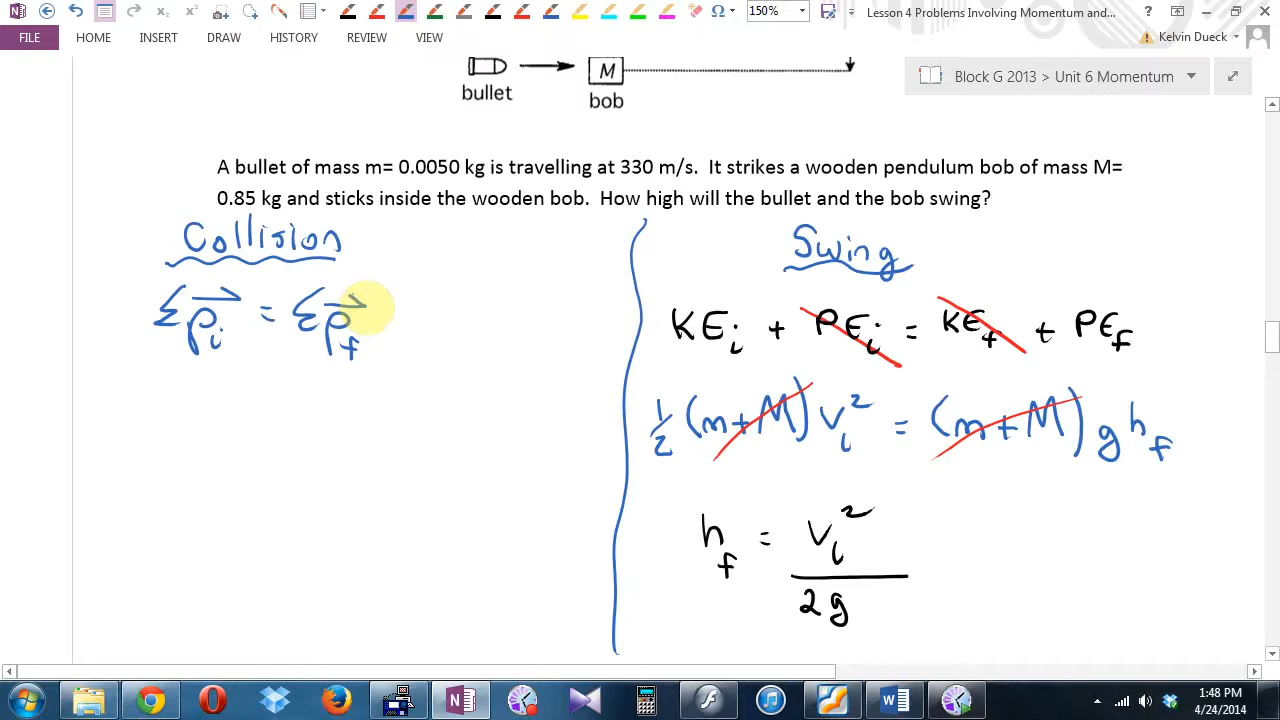 150%
Lesson 4 Problems Involving Momentum and...
FILE HOME INSERT DRAW HISTORY REVIEW VIEW
Kelvin Dueck
Block G 2013 > Unit 6 Momentum
M
bullet
bob
A bullet of mass m= 0.0050 kg is travelling at 330 m/s. It strikes a wooden pendulum bob of mass M=
0.85 kg and sticks inside the wooden bob. How high will the bullet and the bob swing?
Collision
Σp⃗i = Σp⃗f
Swing
KEi + PEi = KEf + PEf
½ (m+M) vi² = (m+M) g hf
hf = vi² / 2g
1:48 PM
4/24/2014